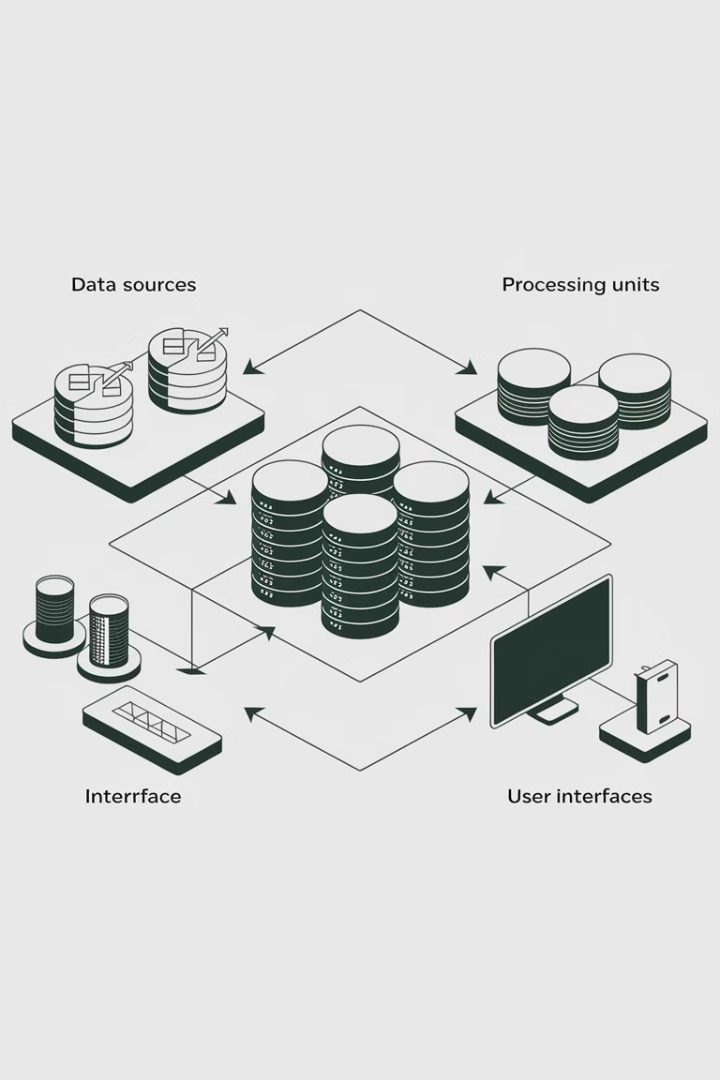 Data sources
Processing units
Interrface
User interfaces